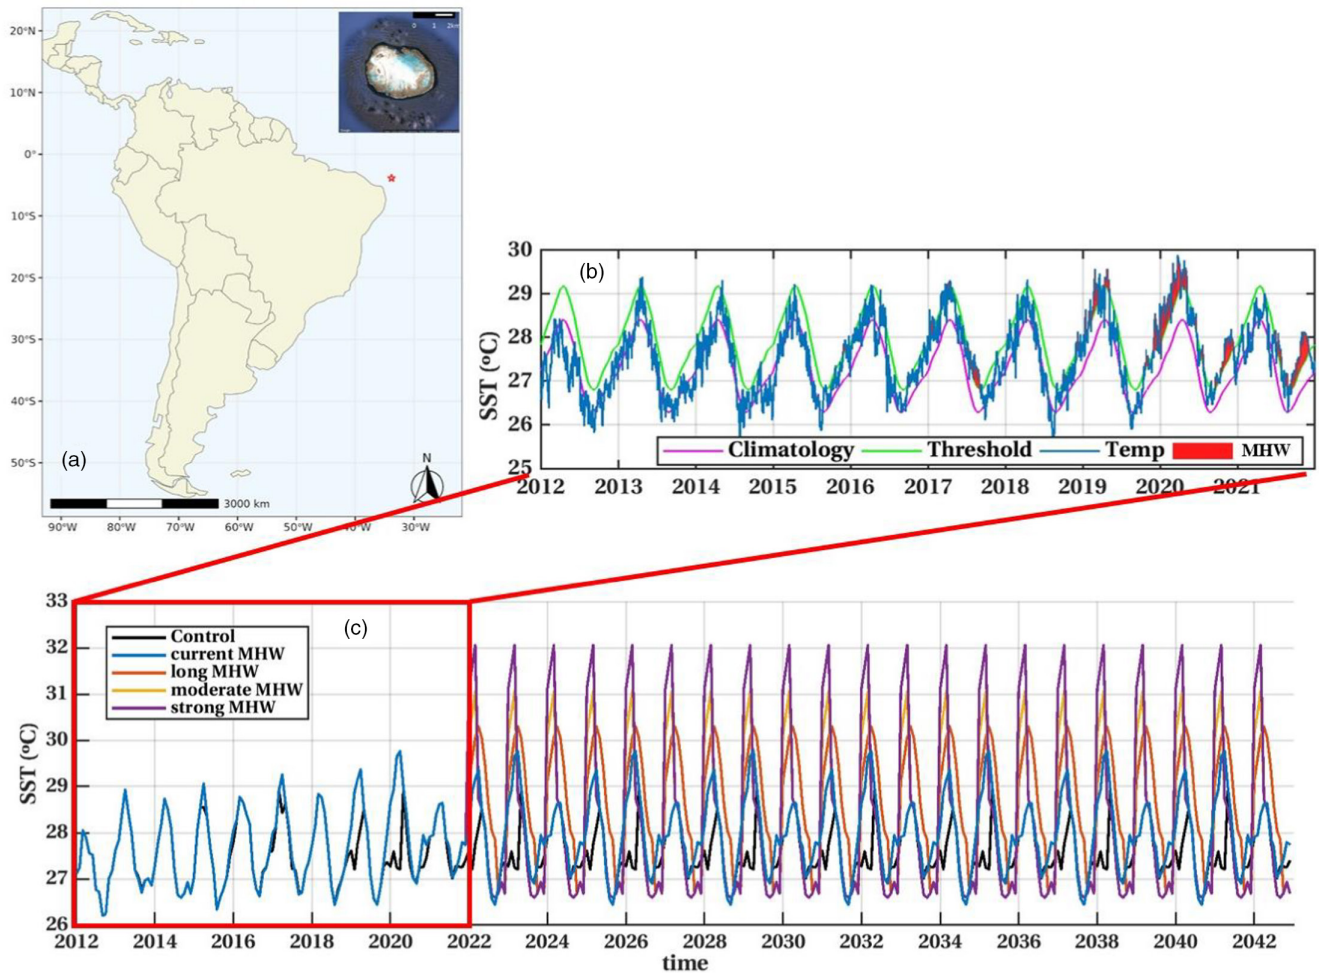 20°N
10°N
0°
10°S
20°S
30°S
40°S
50°S
90°W 80°W 70°W 60°W 50°W 40°W 30°W
0 1 2km
(a)
N
3000 km
(b)
SST (ºC)
30
29
28
27
26
25
Climatology Threshold Temp MHW
2012 2013 2014 2015 2016 2017 2018 2019 2020 2021
(c)
SST (ºC)
33
32
31
30
29
28
27
26
Control
current MHW
long MHW
moderate MHW
strong MHW
2012 2014 2016 2018 2020 2022 2024 2026 2028 2030 2032 2034 2036 2038 2040 2042
time